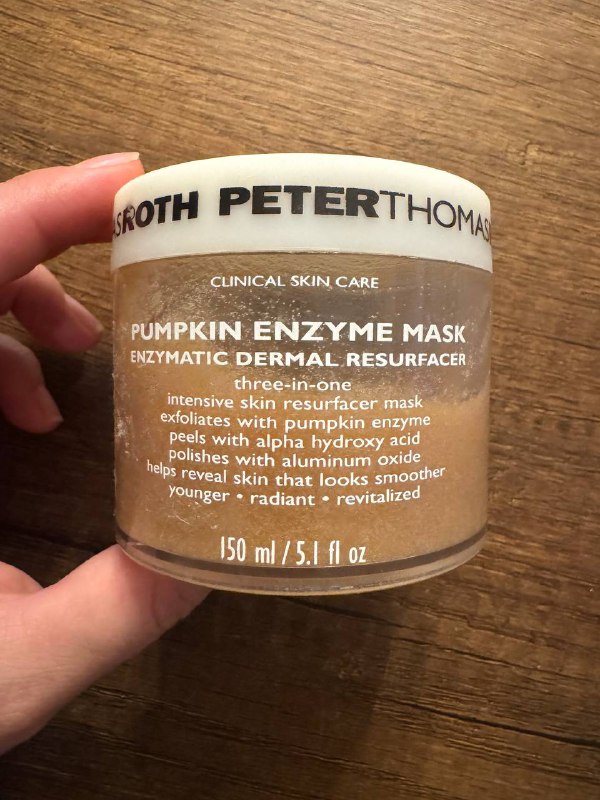 ASROTH PETERTHOMAS
CLINICAL SKIN CARE
PUMPKIN ENZYME MASK
ENZYMATIC DERMAL RESURFACER
three-in-one
intensive skin resurfacer mask
exfoliates with pumpkin enzyme
peels with alpha hydroxy acid
polishes with aluminum oxide
helps reveal skin that looks smoother
younger • radiant • revitalized
150 ml / 5.1 fl oz